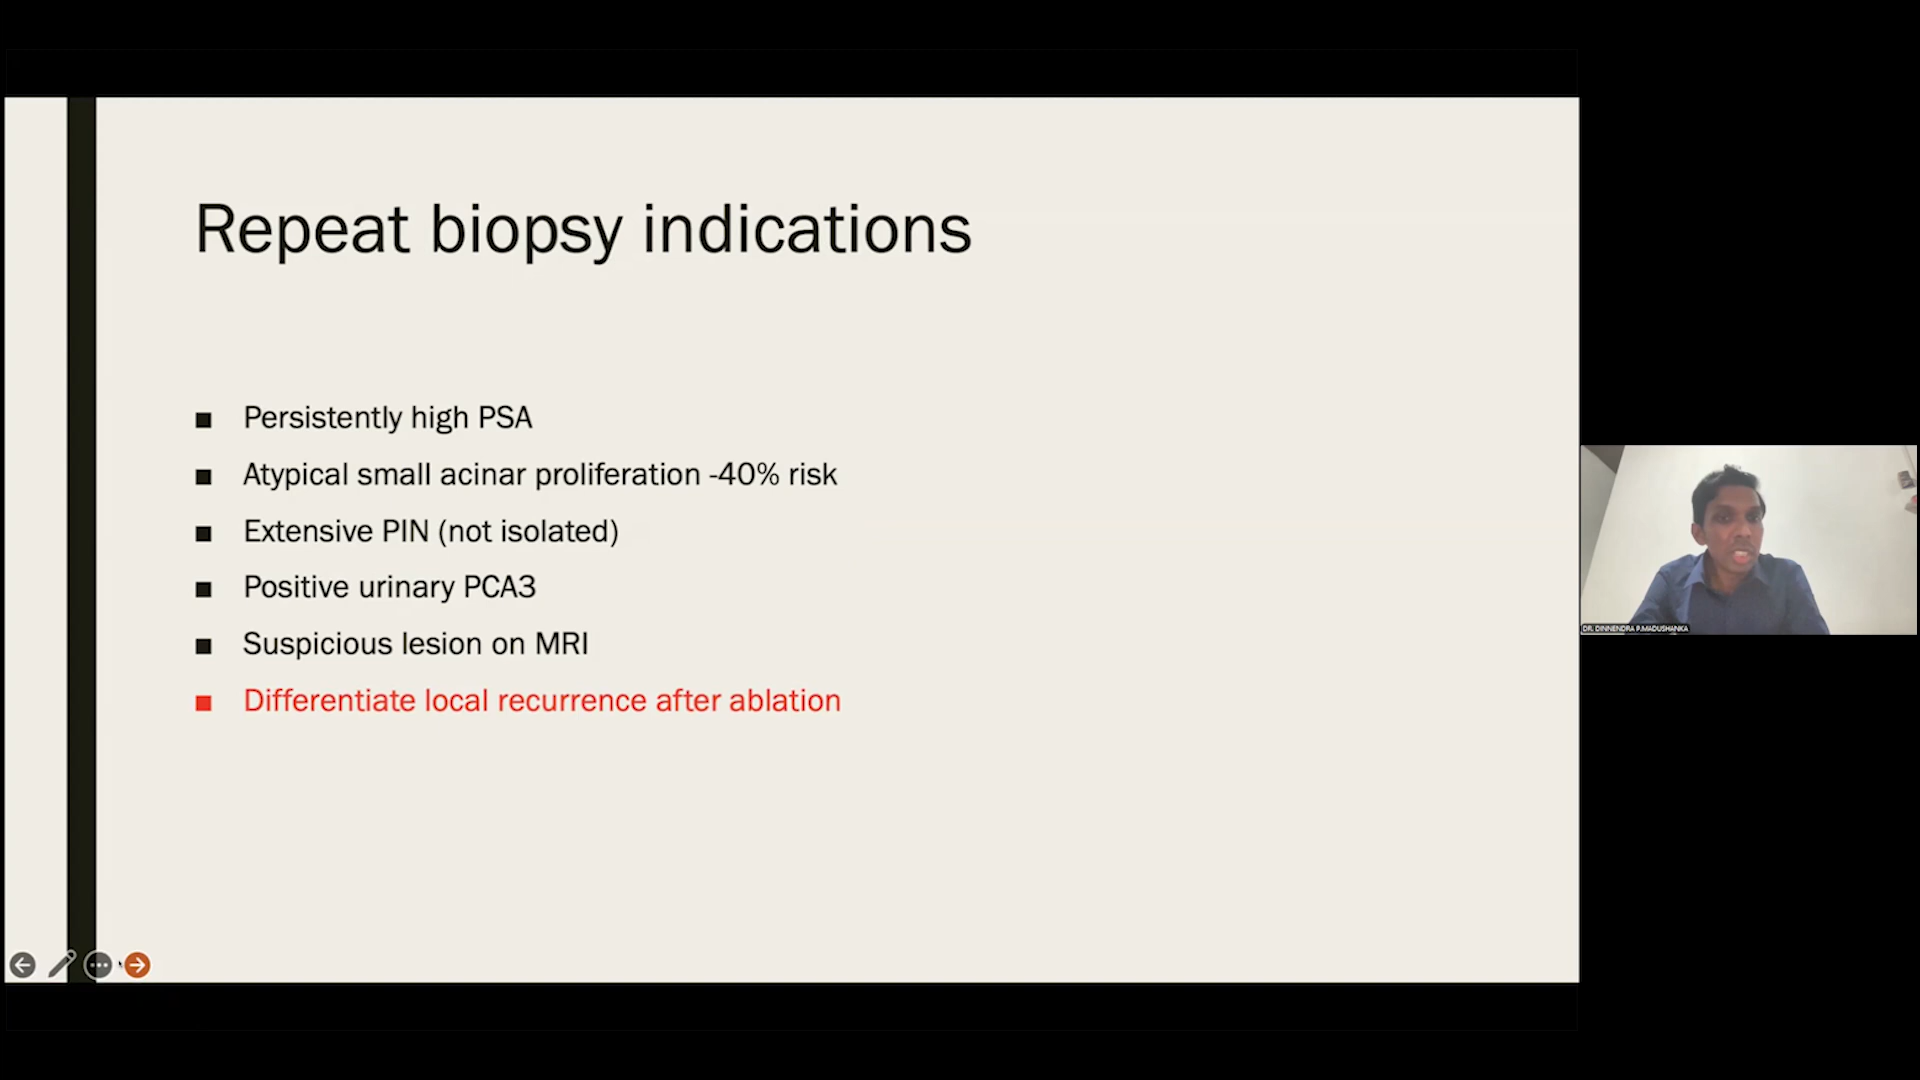 Repeat biopsy indications
Persistently high PSA
Atypical small acinar proliferation -40% risk
Extensive PIN (not isolated)
Positive urinary PCA3
Suspicious lesion on MRI
Differentiate local recurrence after ablation
DR. DINNENDRA P.MADUSHANKA